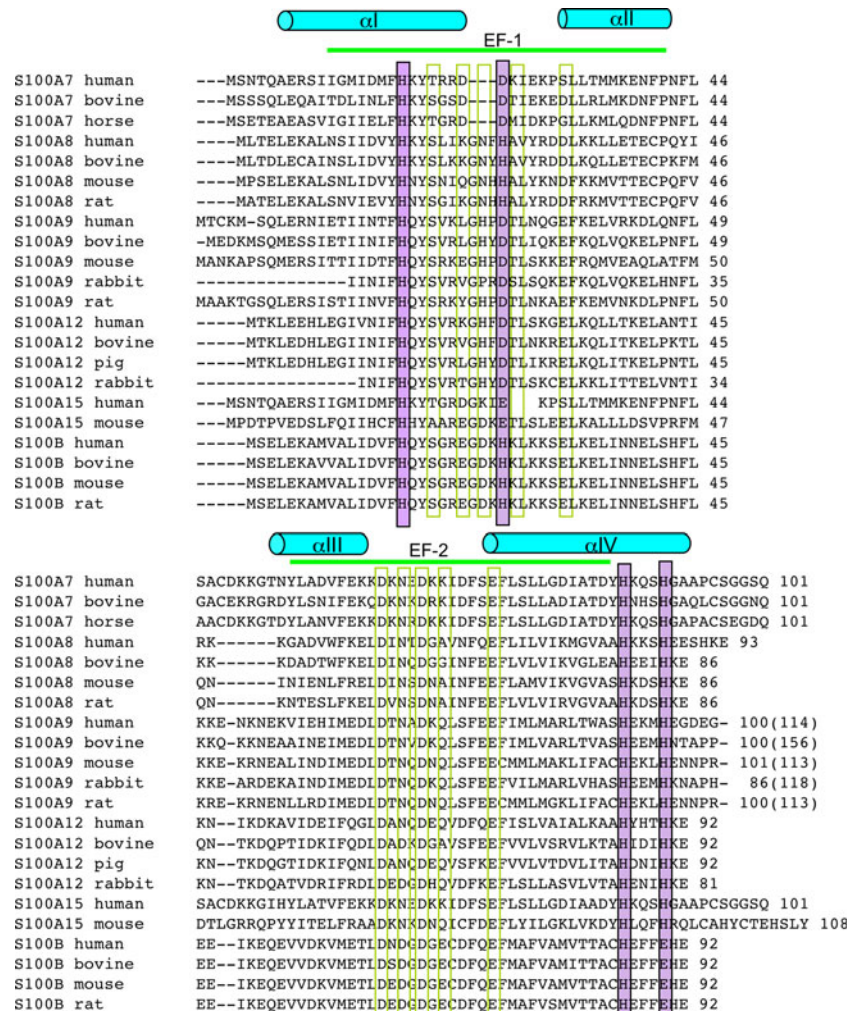 αI αII
EF-1
S100A7 human ---MSNTQAERSIIGMIDMFHKYTRRD---DKIEKPSLLTMMKENFPNFL 44
S100A7 bovine ---MSSSQLEQAITDLINLFHKYSGSD---DTIEKEDLLRLMKDNFPNFL 44
S100A7 horse ---MSETEAEASVIGIIELFHKYTGRD---DMIDKPGLLKMLQDNFPNFL 44
S100A8 human ----MLTELEKALNSIIDVYHKYSLIKGNFHAVYRDDLKKLLETECPQYI 46
S100A8 bovine ----MLTDLECAINSLIDVYHKYSLKKGNYHAVYRDDLKQLLETECPKFM 46
S100A8 mouse ----MPSELEKALSNLIDVYHNYSNIQGNHHALYKNDFKKMVTTECPQFV 46
S100A8 rat ----MATELEKALSNVIEVYHNYSGIKGNHHALYRDDFRKMVTTECPQFV 46
S100A9 human MTCKM-SQLERNIETIINTFHQYSVKLGHPDTLNQGEFKELVRKDLQNFL 49
S100A9 bovine -MEDKMSQMESSIETIINIFHQYSVRLGHYDTLIQKEFKQLVQKELPNFL 49
S100A9 mouse MANKAPSQMERSITTIIDTFHQYSRKEGHPDTLSKKEFRQMVEAQLATFM 50
S100A9 rabbit ----------------IINIFHQYSVRVGPRDSLSQKEFKQLVQKELHNFL 35
S100A9 rat MAAKTGSQLERSISTIINVFHQYSRKYGHPDTLNKAEFKEMVNKDLPNFL 50
S100A12 human -----MTKLEEHLEGIVNIFHQYSVRKGHFDTLSKGELKQLLTKELANTI 45
S100A12 bovine -----MTKLEDHLEGIINIFHQYSVRVGHFDTLNKRELKQLITKELPKTL 45
S100A12 pig -----MTKLEDHLEGIINIFHQYSVRLGHYDTLIKRELKQLITKELPNTL 45
S100A12 rabbit ----------------INIFHQYSVRTGHYDTLSKCELKKLITTELVNTI 34
S100A15 human ---MSNTQAERSIIGMIDMFHKYTGRDGKIE KPSLLTMMKENFPNFL 44
S100A15 mouse ---MPDTPVEDSLFQIIHCFHHYAAREGDKETLSLEELKALLLDSVPRFM 47
S100B human -----MSELEKAMVALIDVFHQYSGREGDKHKLKKSELKELINNELSHFL 45
S100B bovine -----MSELEKAVVALIDVFHQYSGREGDKHKLKKSELKELINNELSHFL 45
S100B mouse -----MSELEKAMVALIDVFHQYSGREGDKHKLKKSELKELINNELSHFL 45
S100B rat -----MSELEKAMVALIDVFHQYSGREGDKHKLKKSELKELINNELSHFL 45
αIII EF-2 αIV
S100A7 human SACDKKGTNYLADVFEKKDKNEDKKIDFSEFLSLLGDIATDYHKQSHGAAPCSGGSQ 101
S100A7 bovine GACEKRGRDYLSNIFEKQDKNKDRKIDFSEFLSLLADIATDYHNHSHGAQLCSGGNQ 101
S100A7 horse AACDKKGTDYLANVFEKKDKNRDKKIDFSEFLSLLGDIATDYHKQSHGAPACSEGDQ 101
S100A8 human RK------KGADVWFKELDINTDGAVNFQEFLILVIKMGVAAHKKSHEESHKE 93
S100A8 bovine KK------KDADTWFKELDINQDGGINFEEFLVLVIKVGLEAHEEIHKE 86
S100A8 mouse QN------INIENLFRELDINSDNAINFEEFLAMVIKVGVASHKDSHKE 86
S100A8 rat QN------KNTESLFKELDVNSDNAINFEEFLVLVIRVGVAAHKDSHKE 86
S100A9 human KKE-NKNEKVIEHIMEDLDTNADKQLSFEEFIMLMARLTWASHEKMHEGDEG- 100(114)
S100A9 bovine KKQ-KKNEAAINEIMEDLDTNVDKQLSFEEFIMLVARLTVASHEEMHNTAPP- 100(156)
S100A9 mouse KKE-KRNEALINDIMEDLDTNQDNQLSFEECMMLMAKLIFACHEKLHENNPR- 101(113)
S100A9 rabbit KKE-ARDEKAINDIMEDLDTNQDKQLSFEEFVILMARLVHASHEEMHKNAPH- 86(118)
S100A9 rat KRE-KRNENLLRDIMEDLDTNQDNQLSFEECMMLMGKLIFACHEKLHENNPR- 100(113)
S100A12 human KN--IKDKAVIDEIFQGLDANQDEQVDFQEFISLVAIALKAAHYHTHKE 92
S100A12 bovine QN--TKDQPTIDKIFQDLDADKDGAVSFEEFVVLVSRVLKTAHIDIHKE 92
S100A12 pig KN--TKDQGTIDKIFQNLDANQDEQVSFKEFVVLVTDVLITAHDNIHKE 92
S100A12 rabbit KN--TKDQATVDRIFRDLDEDGDHQVDFKEFLSLLASVLVTAHENIHKE 81
S100A15 human SACDKKGIHYLATVFEKKDKNEDKKIDFSEFLSLLGDIAADYHKQSHGAAPCSGGSQ 101
S100A15 mouse DTLGRRQPYYITELFRAADKNKDNQICFDEFLYILGKLVKDYHLQFHRQLCAHYCTEHSLY 108
S100B human EE--IKEQEVVDKVMETLDNDGDGECDFQEFMAFVAMVTTACHEFFEHE 92
S100B bovine EE--IKEQEVVDKVMETLDSDGDGECDFQEFMAFVAMITTACHEFFEHE 92
S100B mouse EE--IKEQEVVDKVMETLDEDGDGECDFQEFMAFVAMVTTACHEFFEHE 92
S100B rat EE--IKEQEVVDKVMETLDEDGDGECDFQEFMAFVSMVTTACHEFFEHE 92